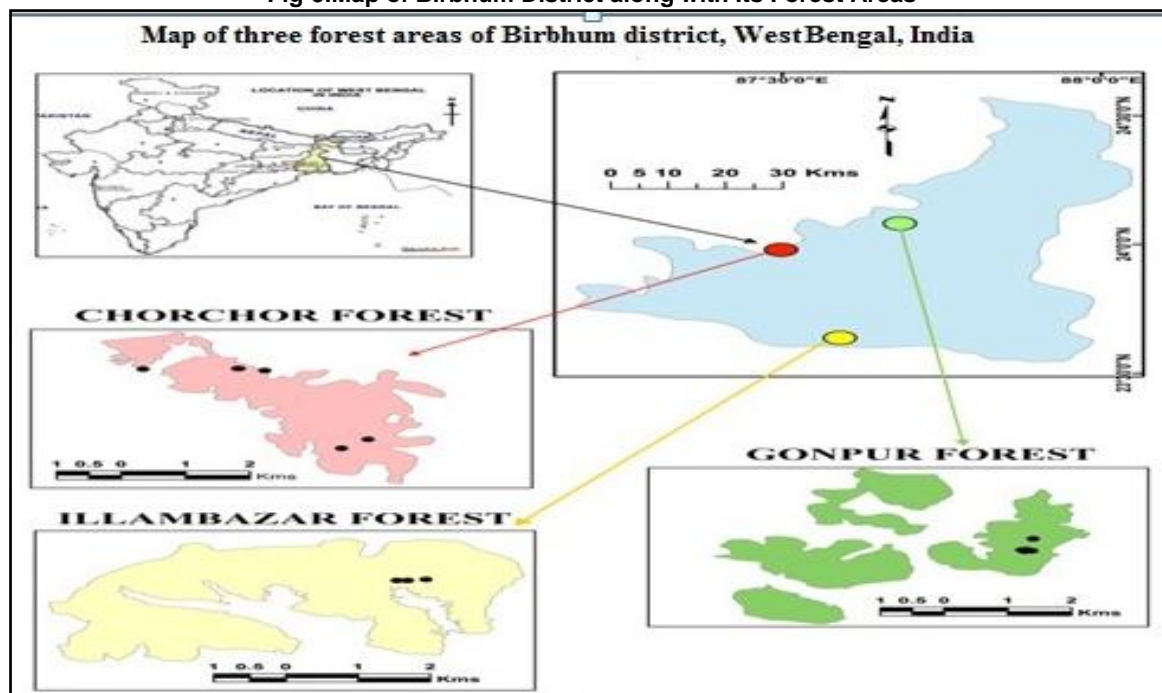 Fig 3.Map of Birbhum District along with its Forest Areas
Map of three forest areas of Birbhum district, West Bengal, India
LOCATION OF WEST BENGAL
IN INDIA
CHINA
NEPAL
BAY OF BENGAL
87°30'0"E 88°0'0"E
0 5 10 20 30 Kms
CHORCHOR FOREST
1 0.5 0 1 2
Kms
GONPUR FOREST
1 0.5 0 1 2
Kms
ILLAMBAZAR FOREST
1 0.5 0 1 2
Kms